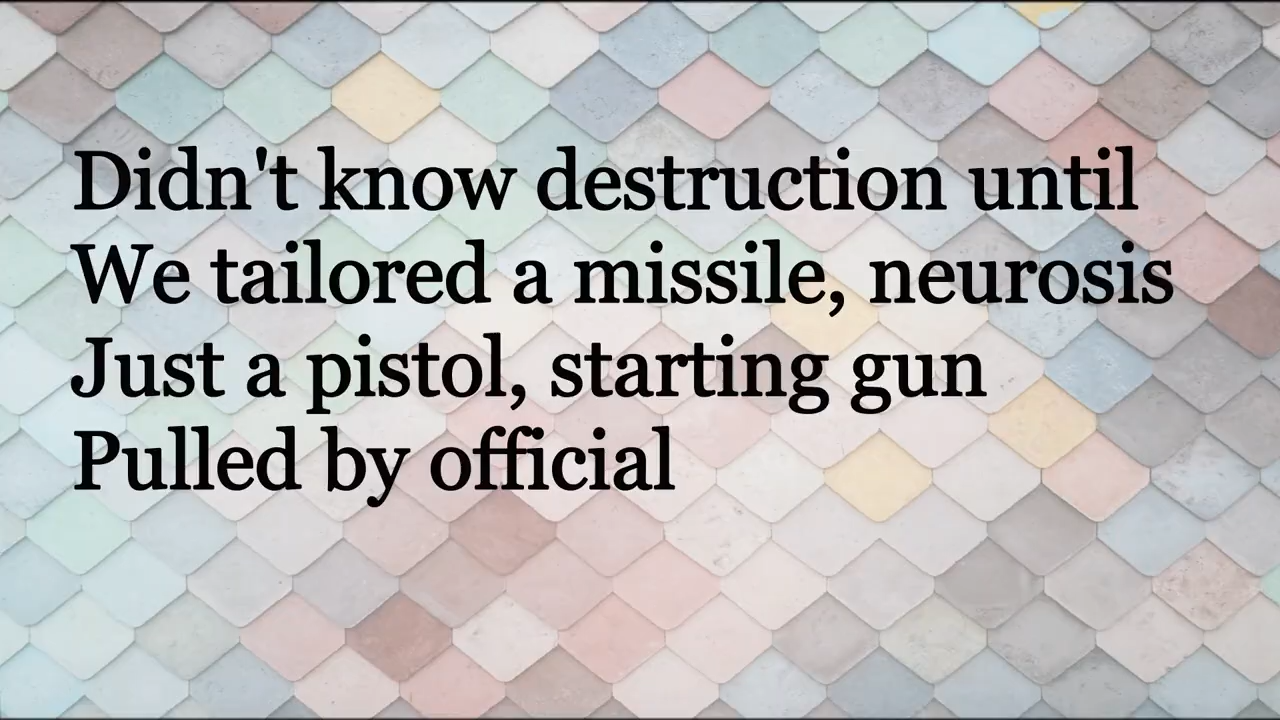 Didn't know destruction until
We tailored a missile, neurosis
Just a pistol, starting gun
Pulled by official